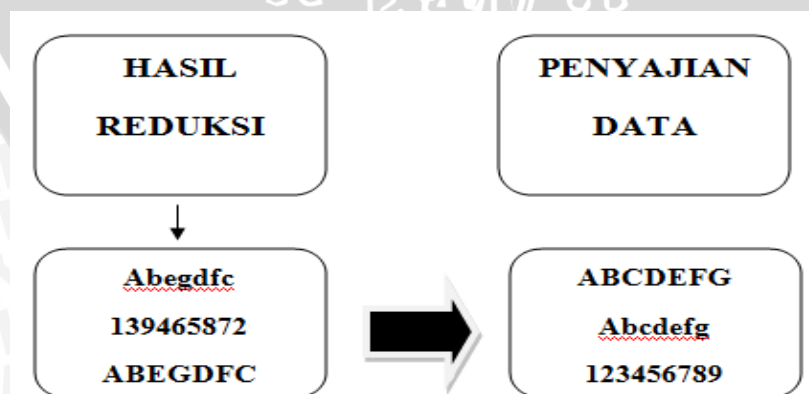 HASIL
REDUKSI
PENYAJIAN
DATA
Abegdfc
139465872
ABEGDFC
ABCDEFG
Abcdefg
123456789